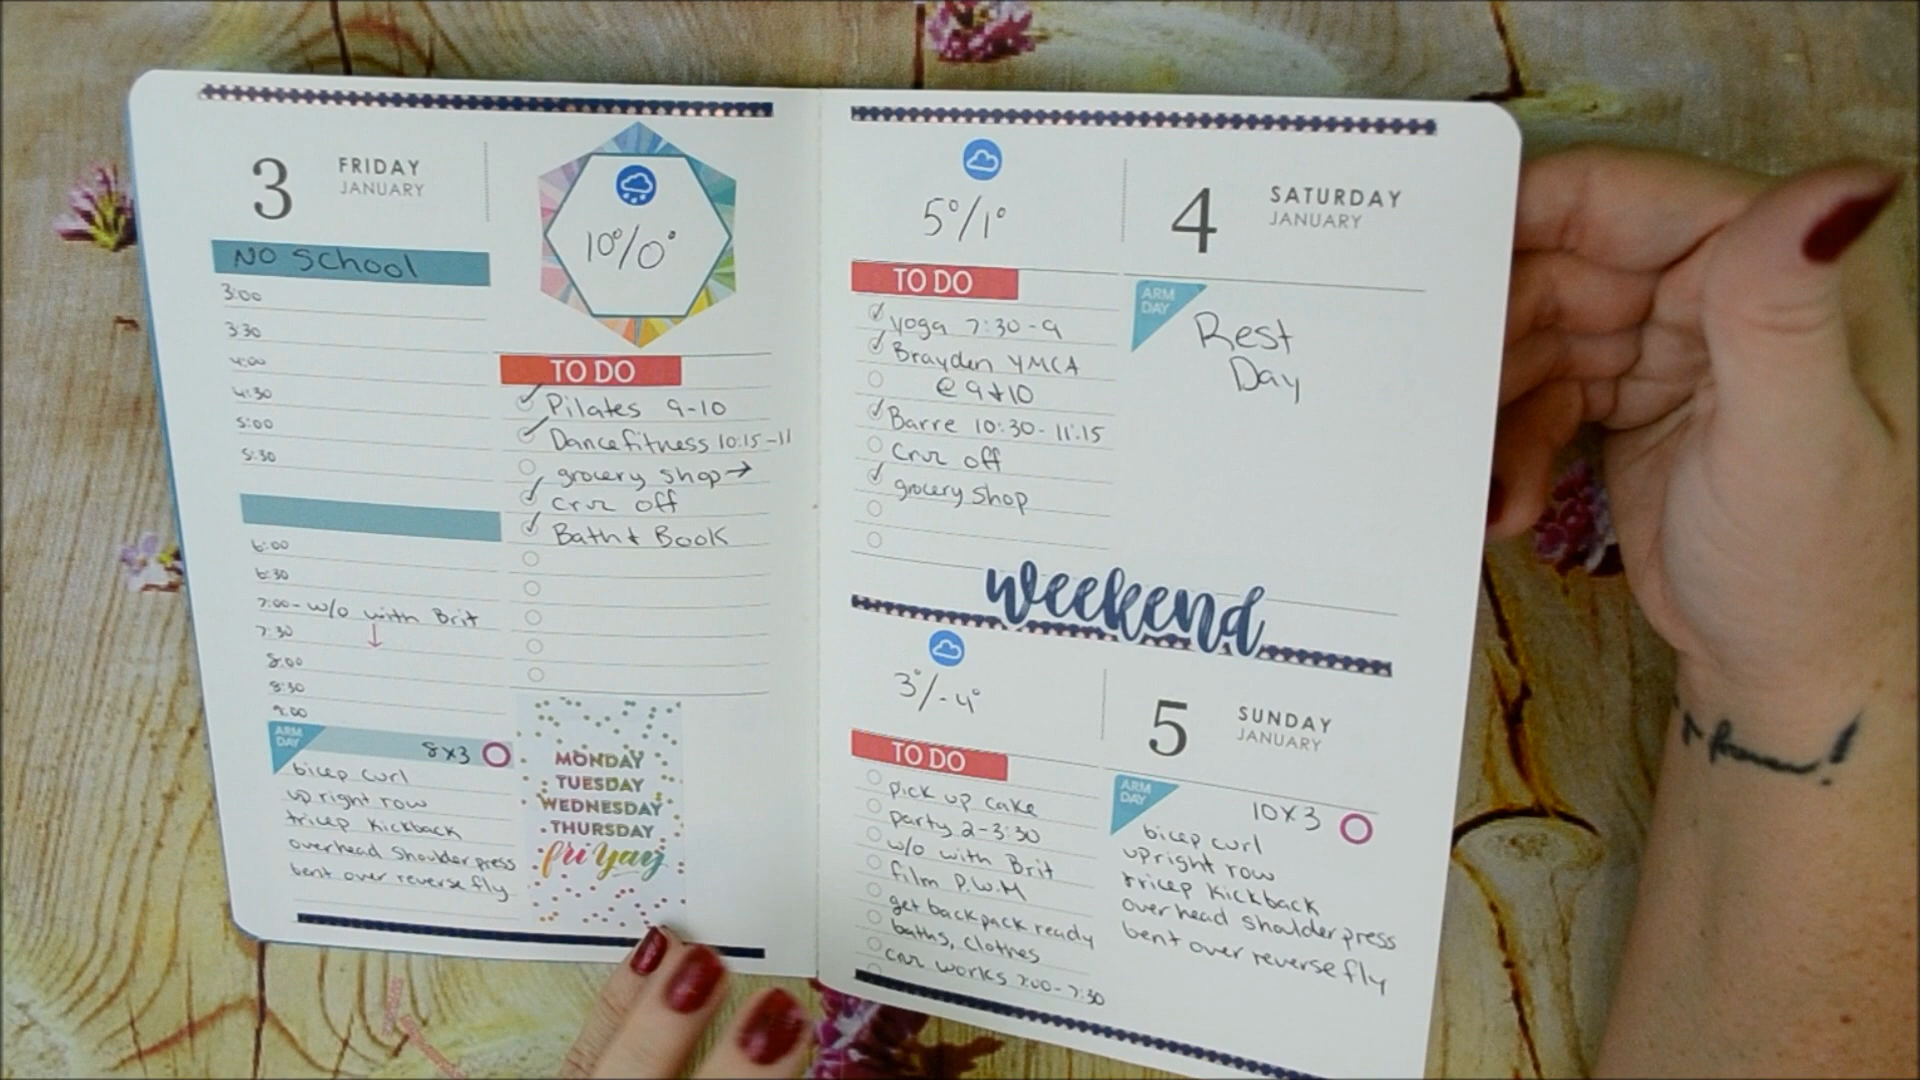 3
FRIDAY
JANUARY
NO School
3:00
3:30
4:00
4:30
5:00
5:30
6:00
6:30
7:00 - w/o with Brit
7:30
8:00
8:30
9:00
ARM
DAY
8x3
bicep curl
upright row
tricep kickback
overhead shoulder press
bent over reverse fly
10°/0°
TO DO
Pilates 9-10
Dancefitness 10:15-11
grocery shop →
off
Bath + Book
MONDAY
TUESDAY
WEDNESDAY
THURSDAY
friyay
5°/1°
4
SATURDAY
JANUARY
TO DO
yoga 7:30-9
Brayden YMCA
@ 9+10
Barre 10:30-11:15
off
grocery shop
ARM
DAY
Rest
Day
weekend
3°/-4°
5
SUNDAY
JANUARY
TO DO
pick up cake
party 2-3:30
w/o with Brit
film P.W.M
get backpack ready
baths, clothes
works 7:00-7:30
ARM
DAY
10x3
bicep curl
upright row
tricep kickback
overhead shoulder press
bent over reverse fly